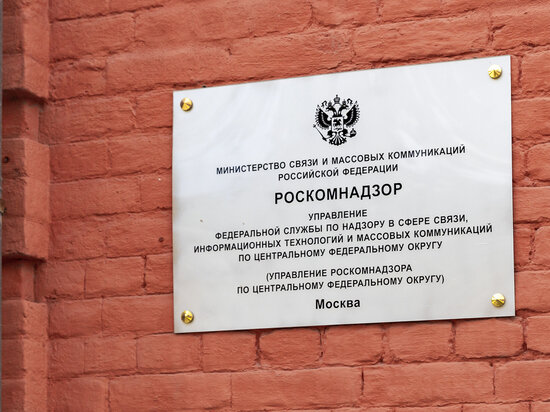 МИНИСТЕРСТВО СВЯЗИ И МАССОВЫХ КОММУНИКАЦИЙ
РОССИЙСКОЙ ФЕДЕРАЦИИ
РОСКОМНАДЗОР
УПРАВЛЕНИЕ
ФЕДЕРАЛЬНОЙ СЛУЖБЫ ПО НАДЗОРУ В СФЕРЕ СВЯЗИ,
ИНФОРМАЦИОННЫХ ТЕХНОЛОГИЙ И МАССОВЫХ КОММУНИКАЦИЙ
ПО ЦЕНТРАЛЬНОМУ ФЕДЕРАЛЬНОМУ ОКРУГУ
(УПРАВЛЕНИЕ РОСКОМНАДЗОРА
ПО ЦЕНТРАЛЬНОМУ ФЕДЕРАЛЬНОМУ ОКРУГУ)
Москва